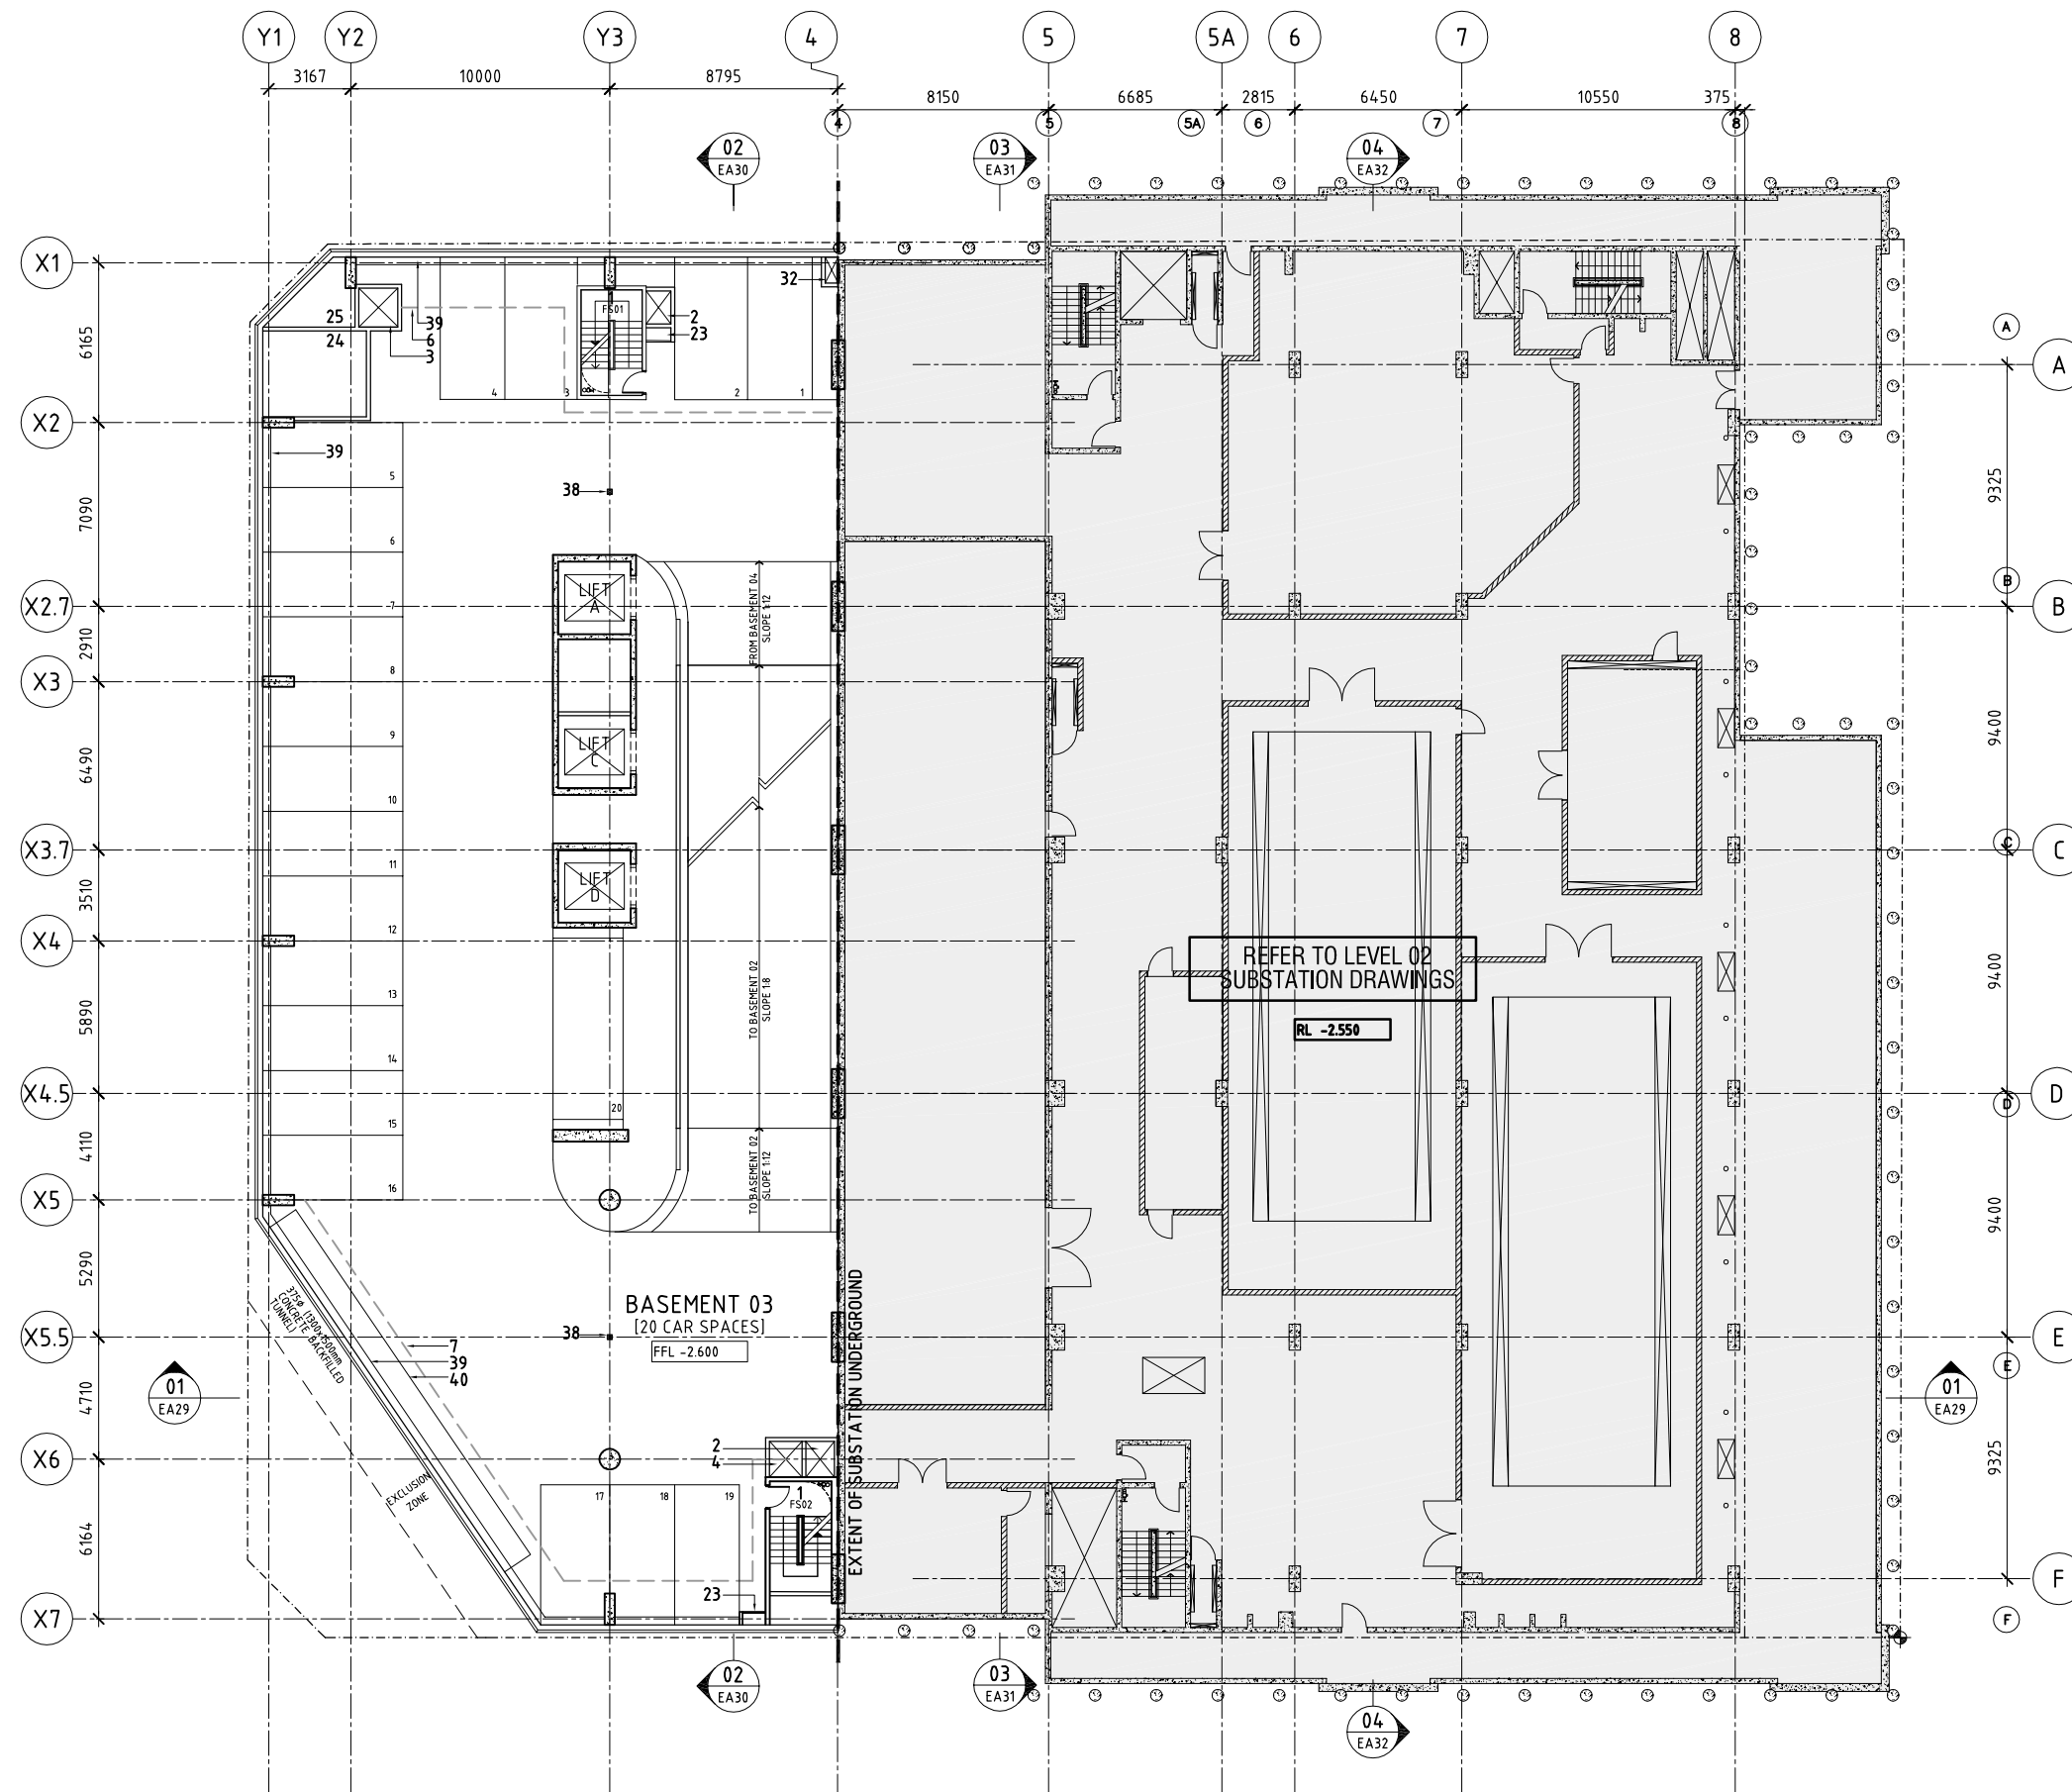 Y1 Y2 Y3 4 5 5A 6 7 8
3167 10000 8795
8150 6685 2815 6450 10550 375
4 5 5A 6 7 8
02 EA30
03 EA31
04 EA32
X1
6165
X2
7090
X2.7
2910
X3
6490
X3.7
3510
X4
5890
X4.5
4110
X5
5290
X5.5
4710
X6
6164
X7
25
24
39
6
3
FS01
2
23
32
4
3
2
1
39
38
5
6
7
8
9
10
11
12
13
14
15
16
LIFT
A
LIFT
C
LIFT
D
20
FROM BASEMENT 04
SLOPE 1:12
TO BASEMENT 02
SLOPE 1:8
TO BASEMENT 02
SLOPE 1:12
BASEMENT 03
[20 CAR SPACES]
FFL -2.600
38
7
39
40
375Ø (1300x1500mm
CONCRETE BACKFILLED
TUNNEL)
EXCLUSION
ZONE
2
4
1
FS02
17
18
19
23
EXTENT OF SUBSTATION UNDERGROUND
REFER TO LEVEL 02
SUBSTATION DRAWINGS
RL -2.550
A
A
9325
B
B
9400
C
C
9400
D
D
9400
E
E
9325
F
F
01
EA29
01
EA29
02
EA30
03
EA31
04
EA32